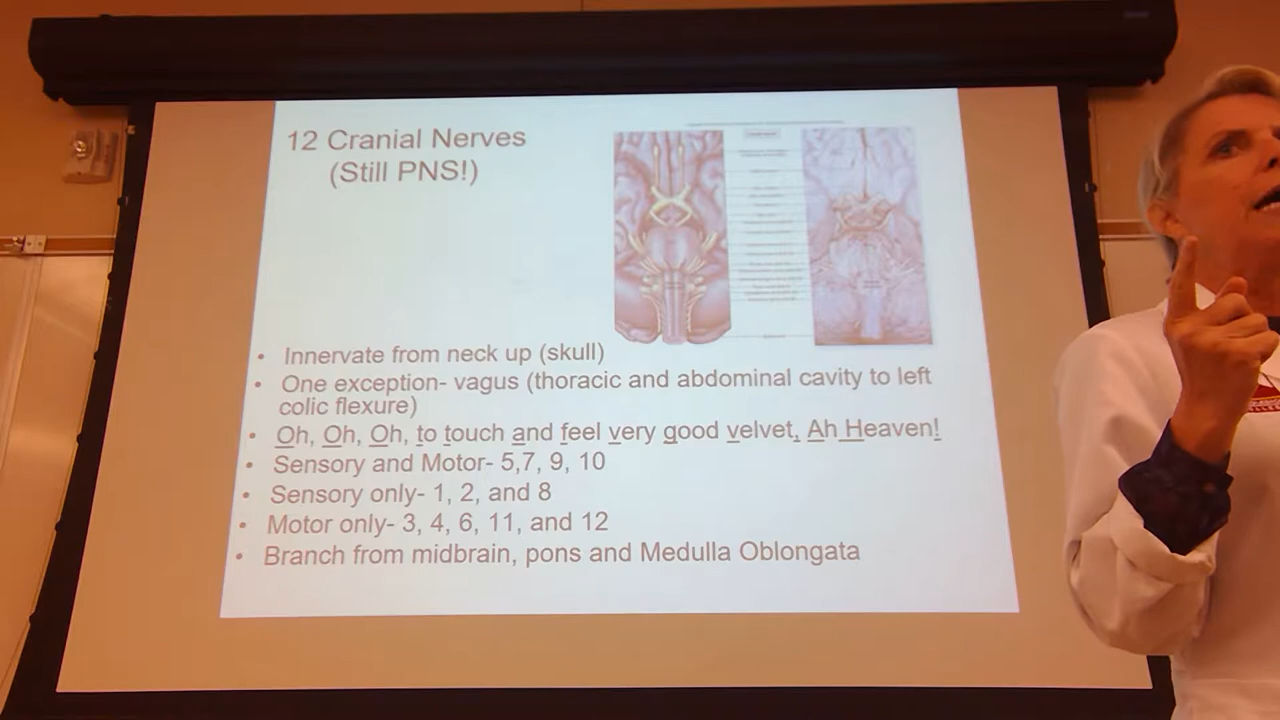 12 Cranial Nerves
(Still PNS!)
• Innervate from neck up (skull)
• One exception- vagus (thoracic and abdominal cavity to left
colic flexure)
• Oh, Oh, Oh, to touch and feel very good velvet, Ah Heaven!
• Sensory and Motor- 5,7, 9, 10
• Sensory only- 1, 2, and 8
• Motor only- 3, 4, 6, 11, and 12
• Branch from midbrain, pons and Medulla Oblongata